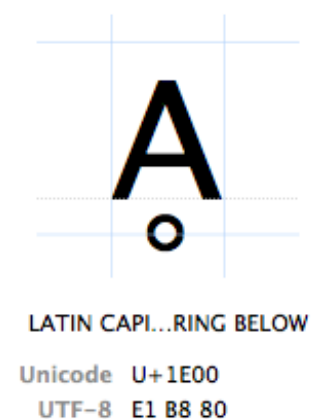 Ḁ
LATIN CAPI...RING BELOW
Unicode U+1E00
UTF-8 E1 B8 80